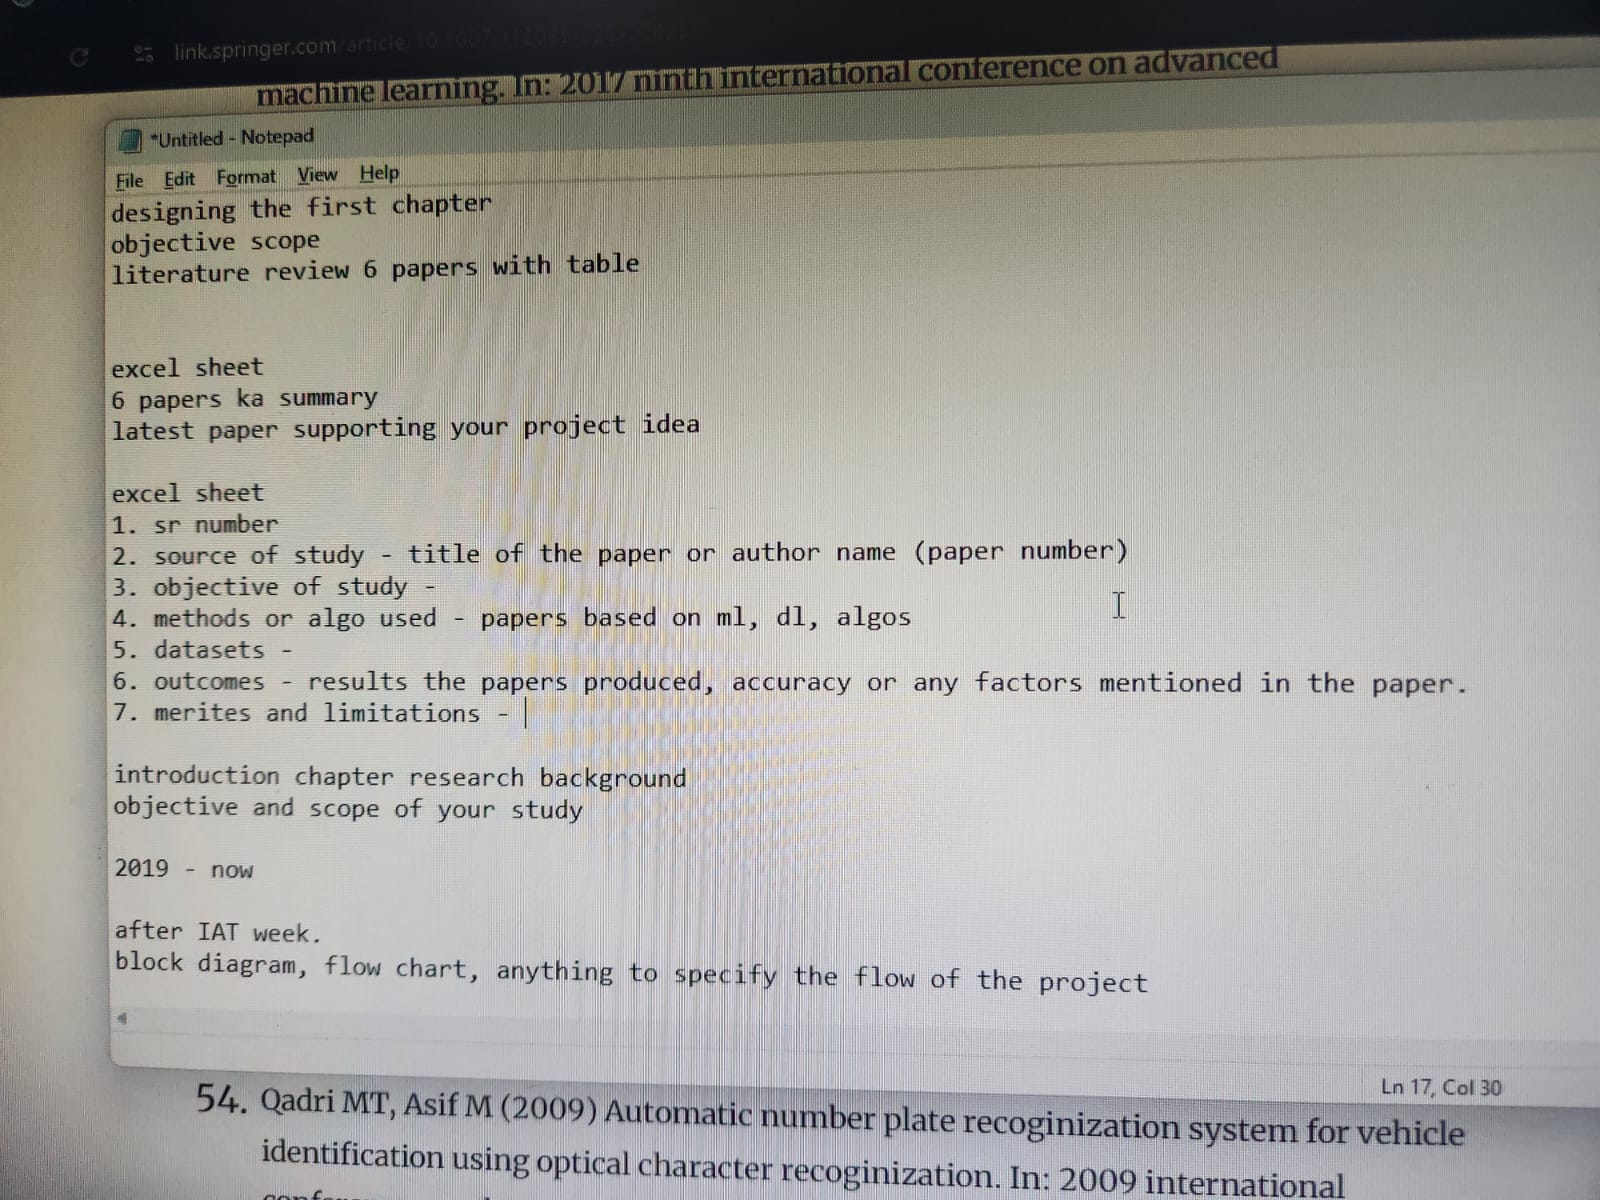 link.springer.com/article/10.1007/
machine learning. In: 2017 ninth international conference on advanced
*Untitled - Notepad
File Edit Format View Help
designing the first chapter
objective scope
literature review 6 papers with table
excel sheet
6 papers ka summary
latest paper supporting your project idea
excel sheet
1. sr number
2. source of study - title of the paper or author name (paper number)
3. objective of study -
4. methods or algo used - papers based on ml, dl, algos
5. datasets -
6. outcomes - results the papers produced, accuracy or any factors mentioned in the paper.
7. merites and limitations -
introduction chapter research background
objective and scope of your study
2019 - now
after IAT week.
block diagram, flow chart, anything to specify the flow of the project
Ln 17, Col 30
54. Qadri MT, Asif M (2009) Automatic number plate recoginization system for vehicle
identification using optical character recoginization. In: 2009 international